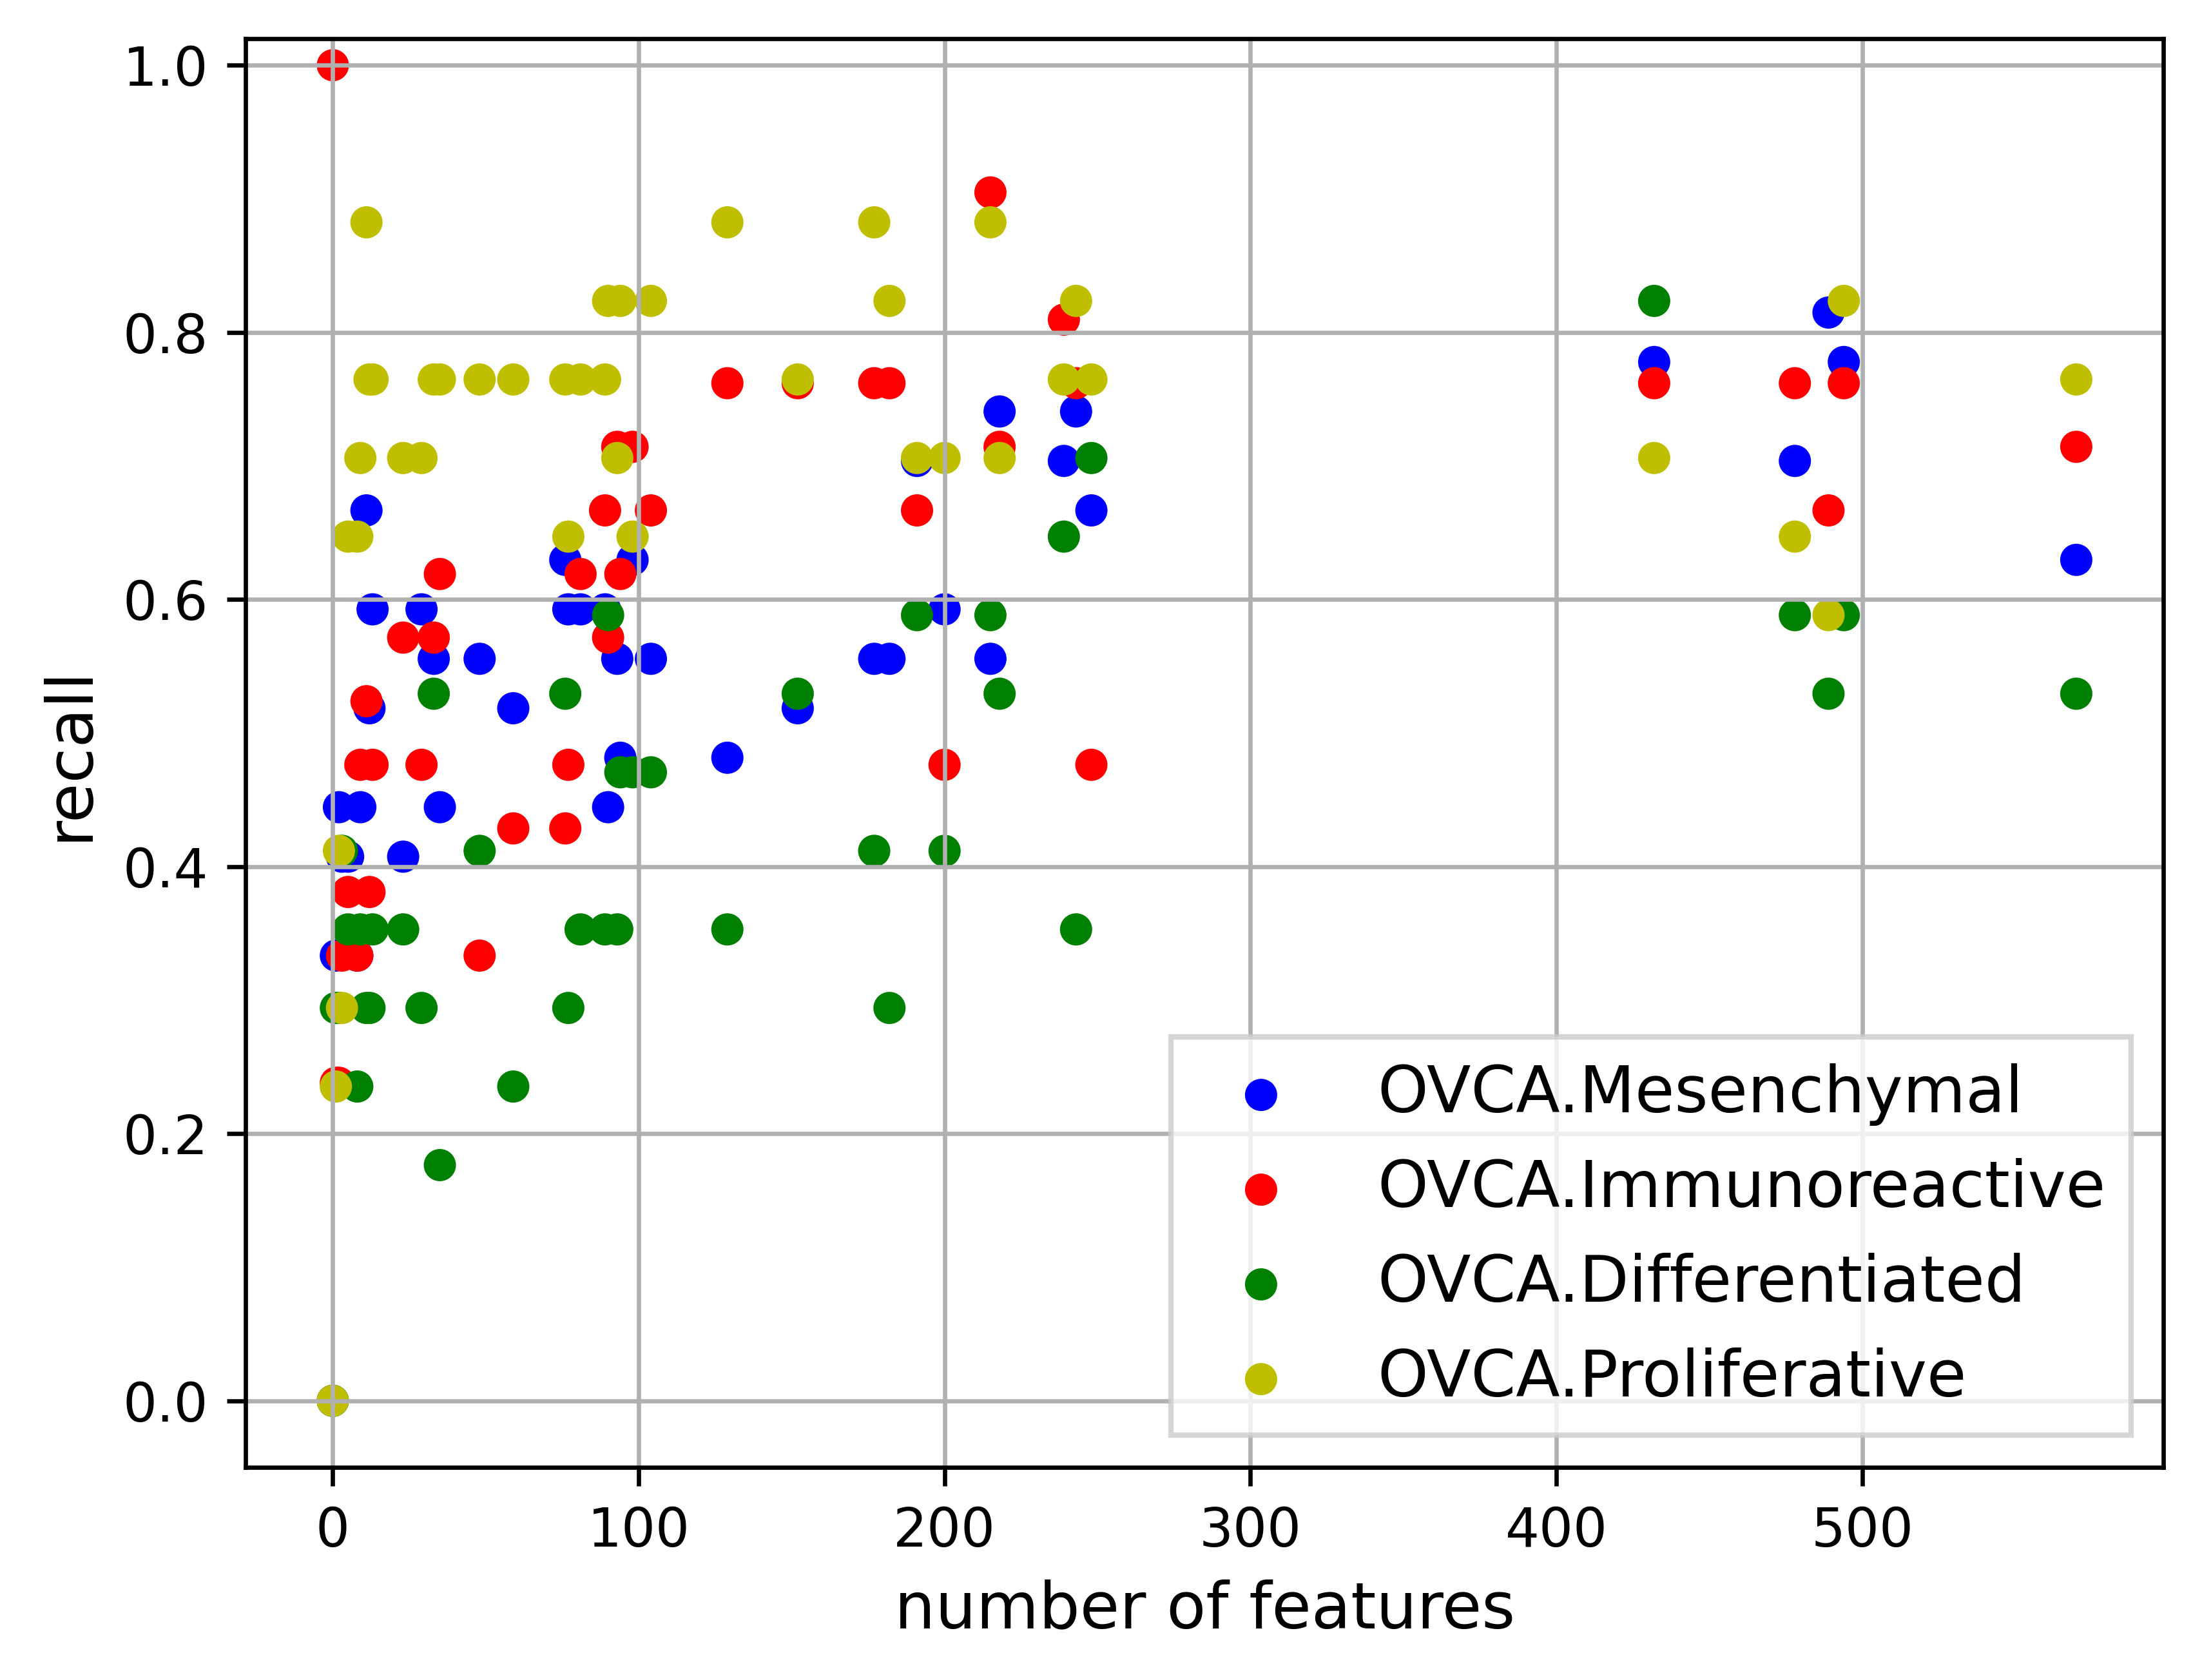 1.0
0.8
0.6
0.4
0.2
0.0
recall
0 100 200 300 400 500
number of features
OVCA.Mesenchymal
OVCA.Immunoreactive
OVCA.Differentiated
OVCA.Proliferative